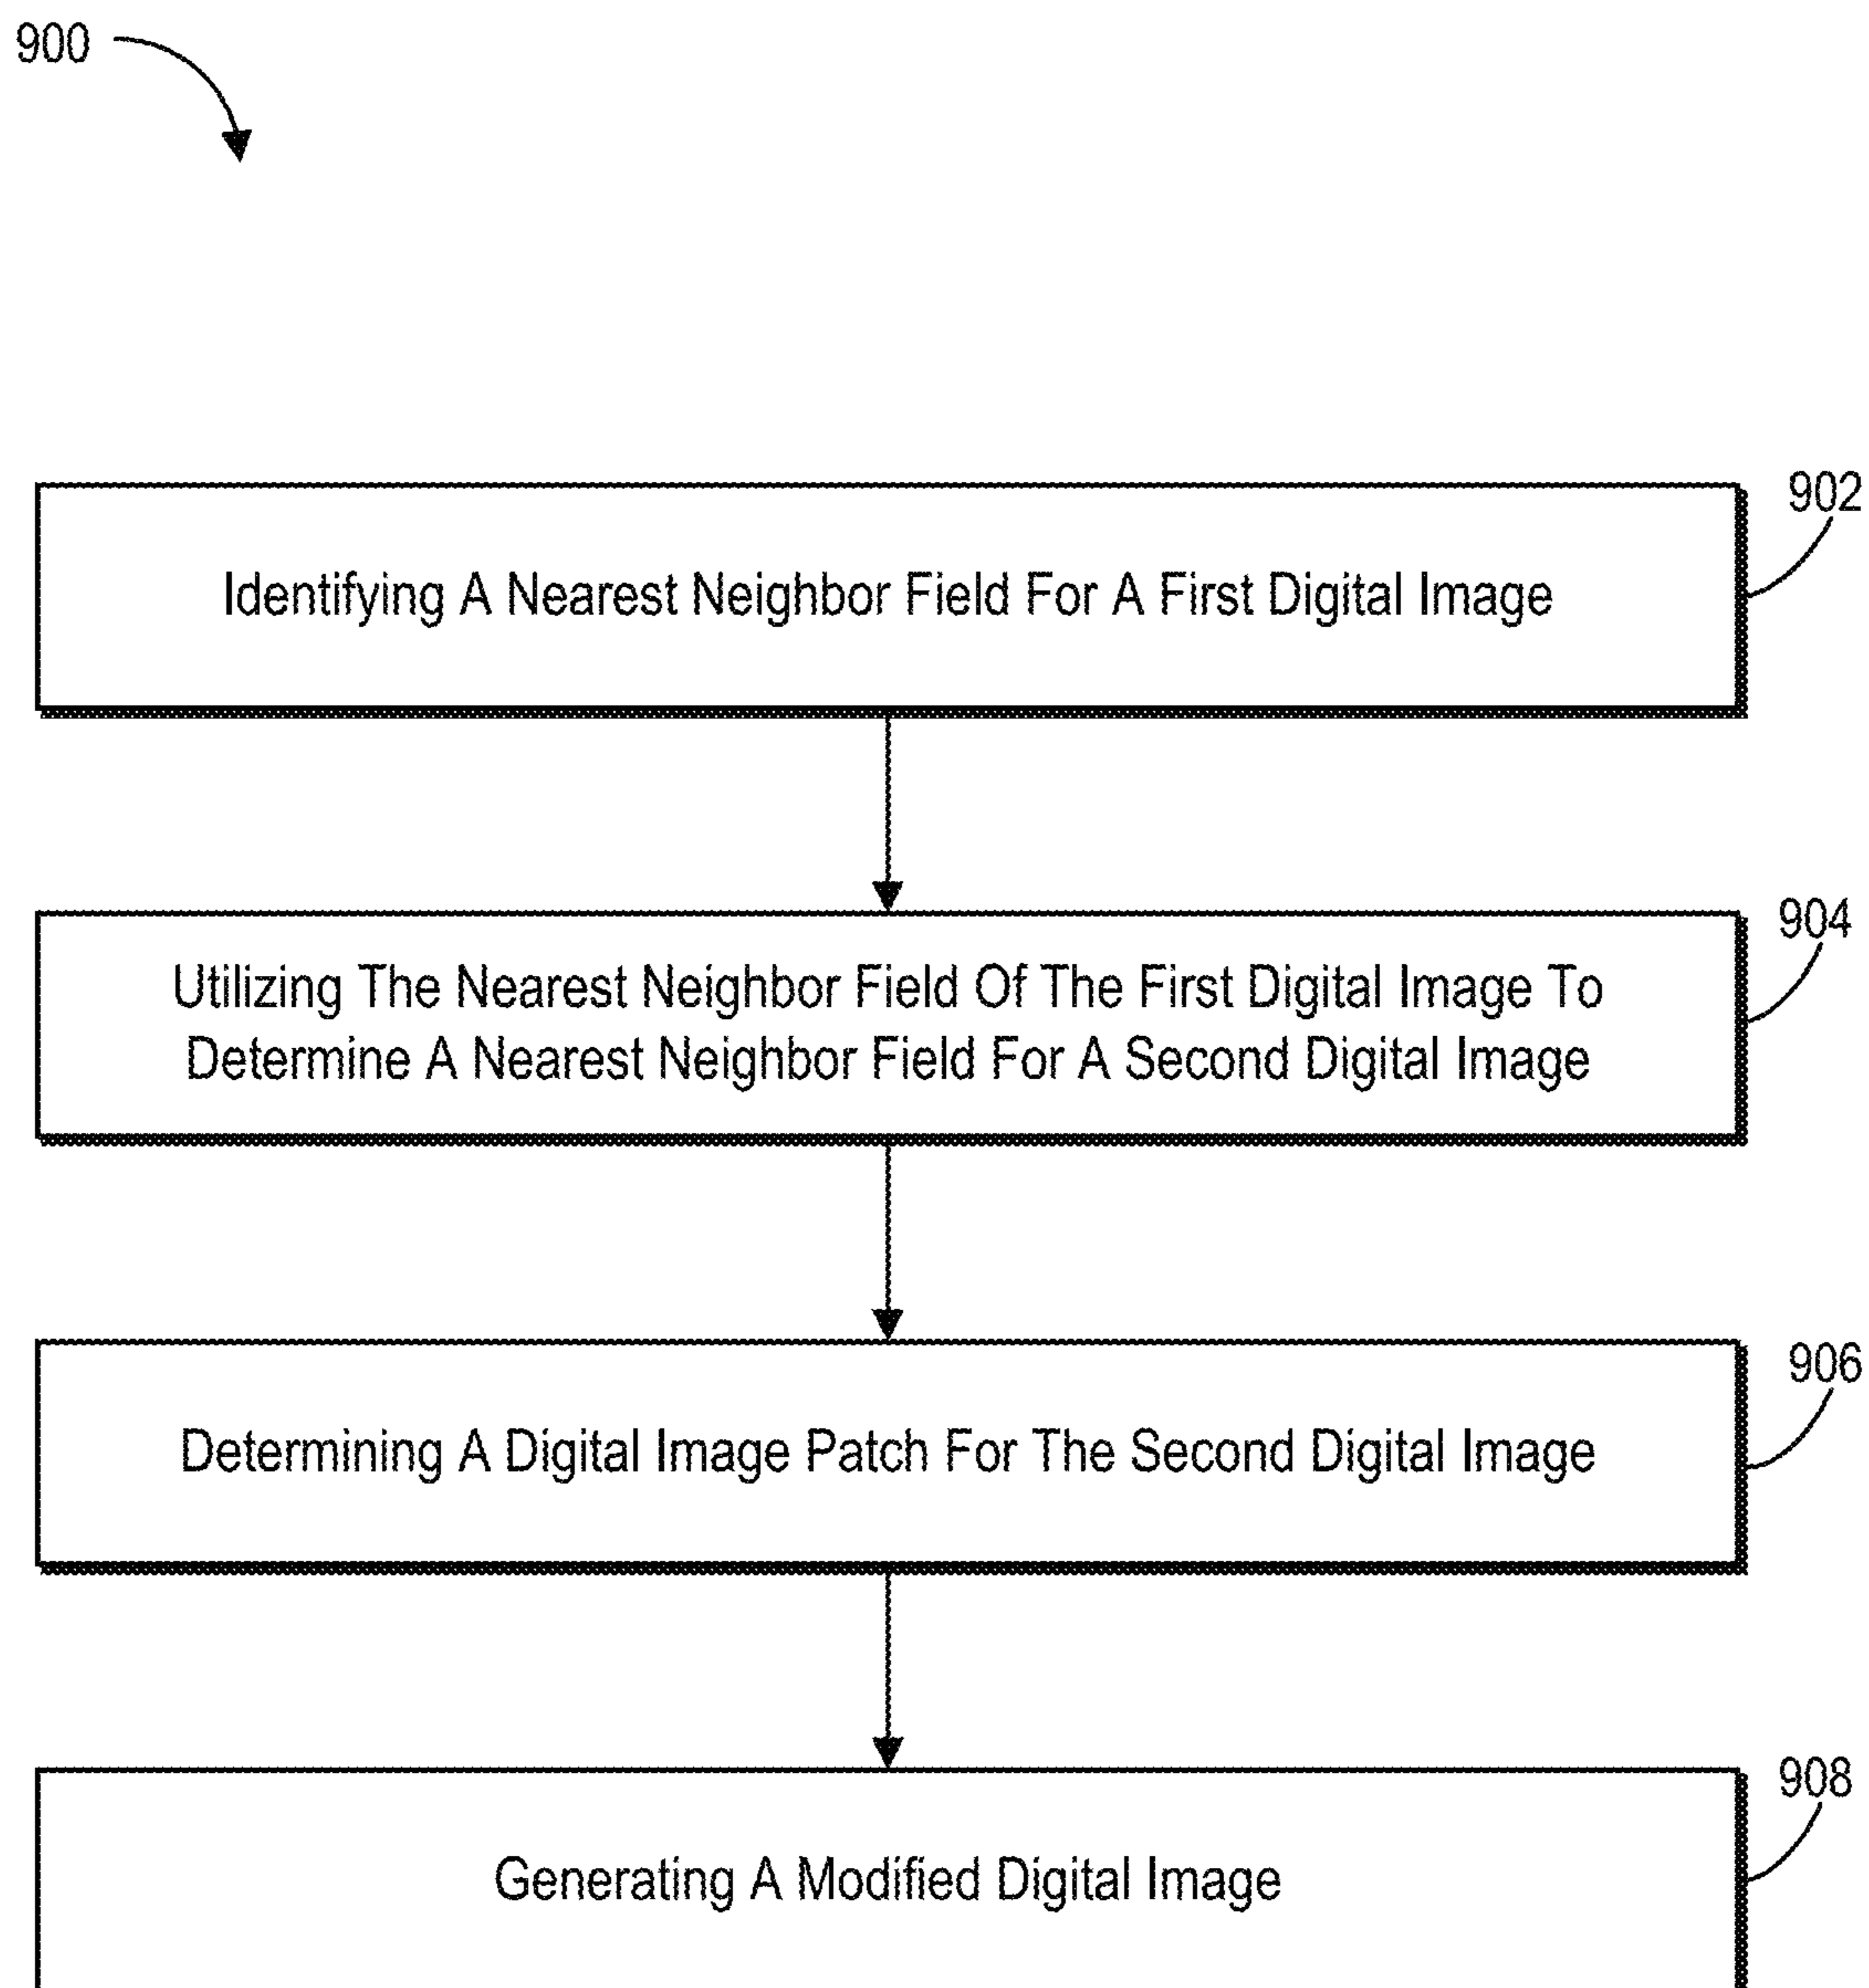 900
902
Identifying A Nearest Neighbor Field For A First Digital Image
904
Utilizing The Nearest Neighbor Field Of The First Digital Image To
Determine A Nearest Neighbor Field For A Second Digital Image
906
Determining A Digital Image Patch For The Second Digital Image
908
Generating A Modified Digital Image